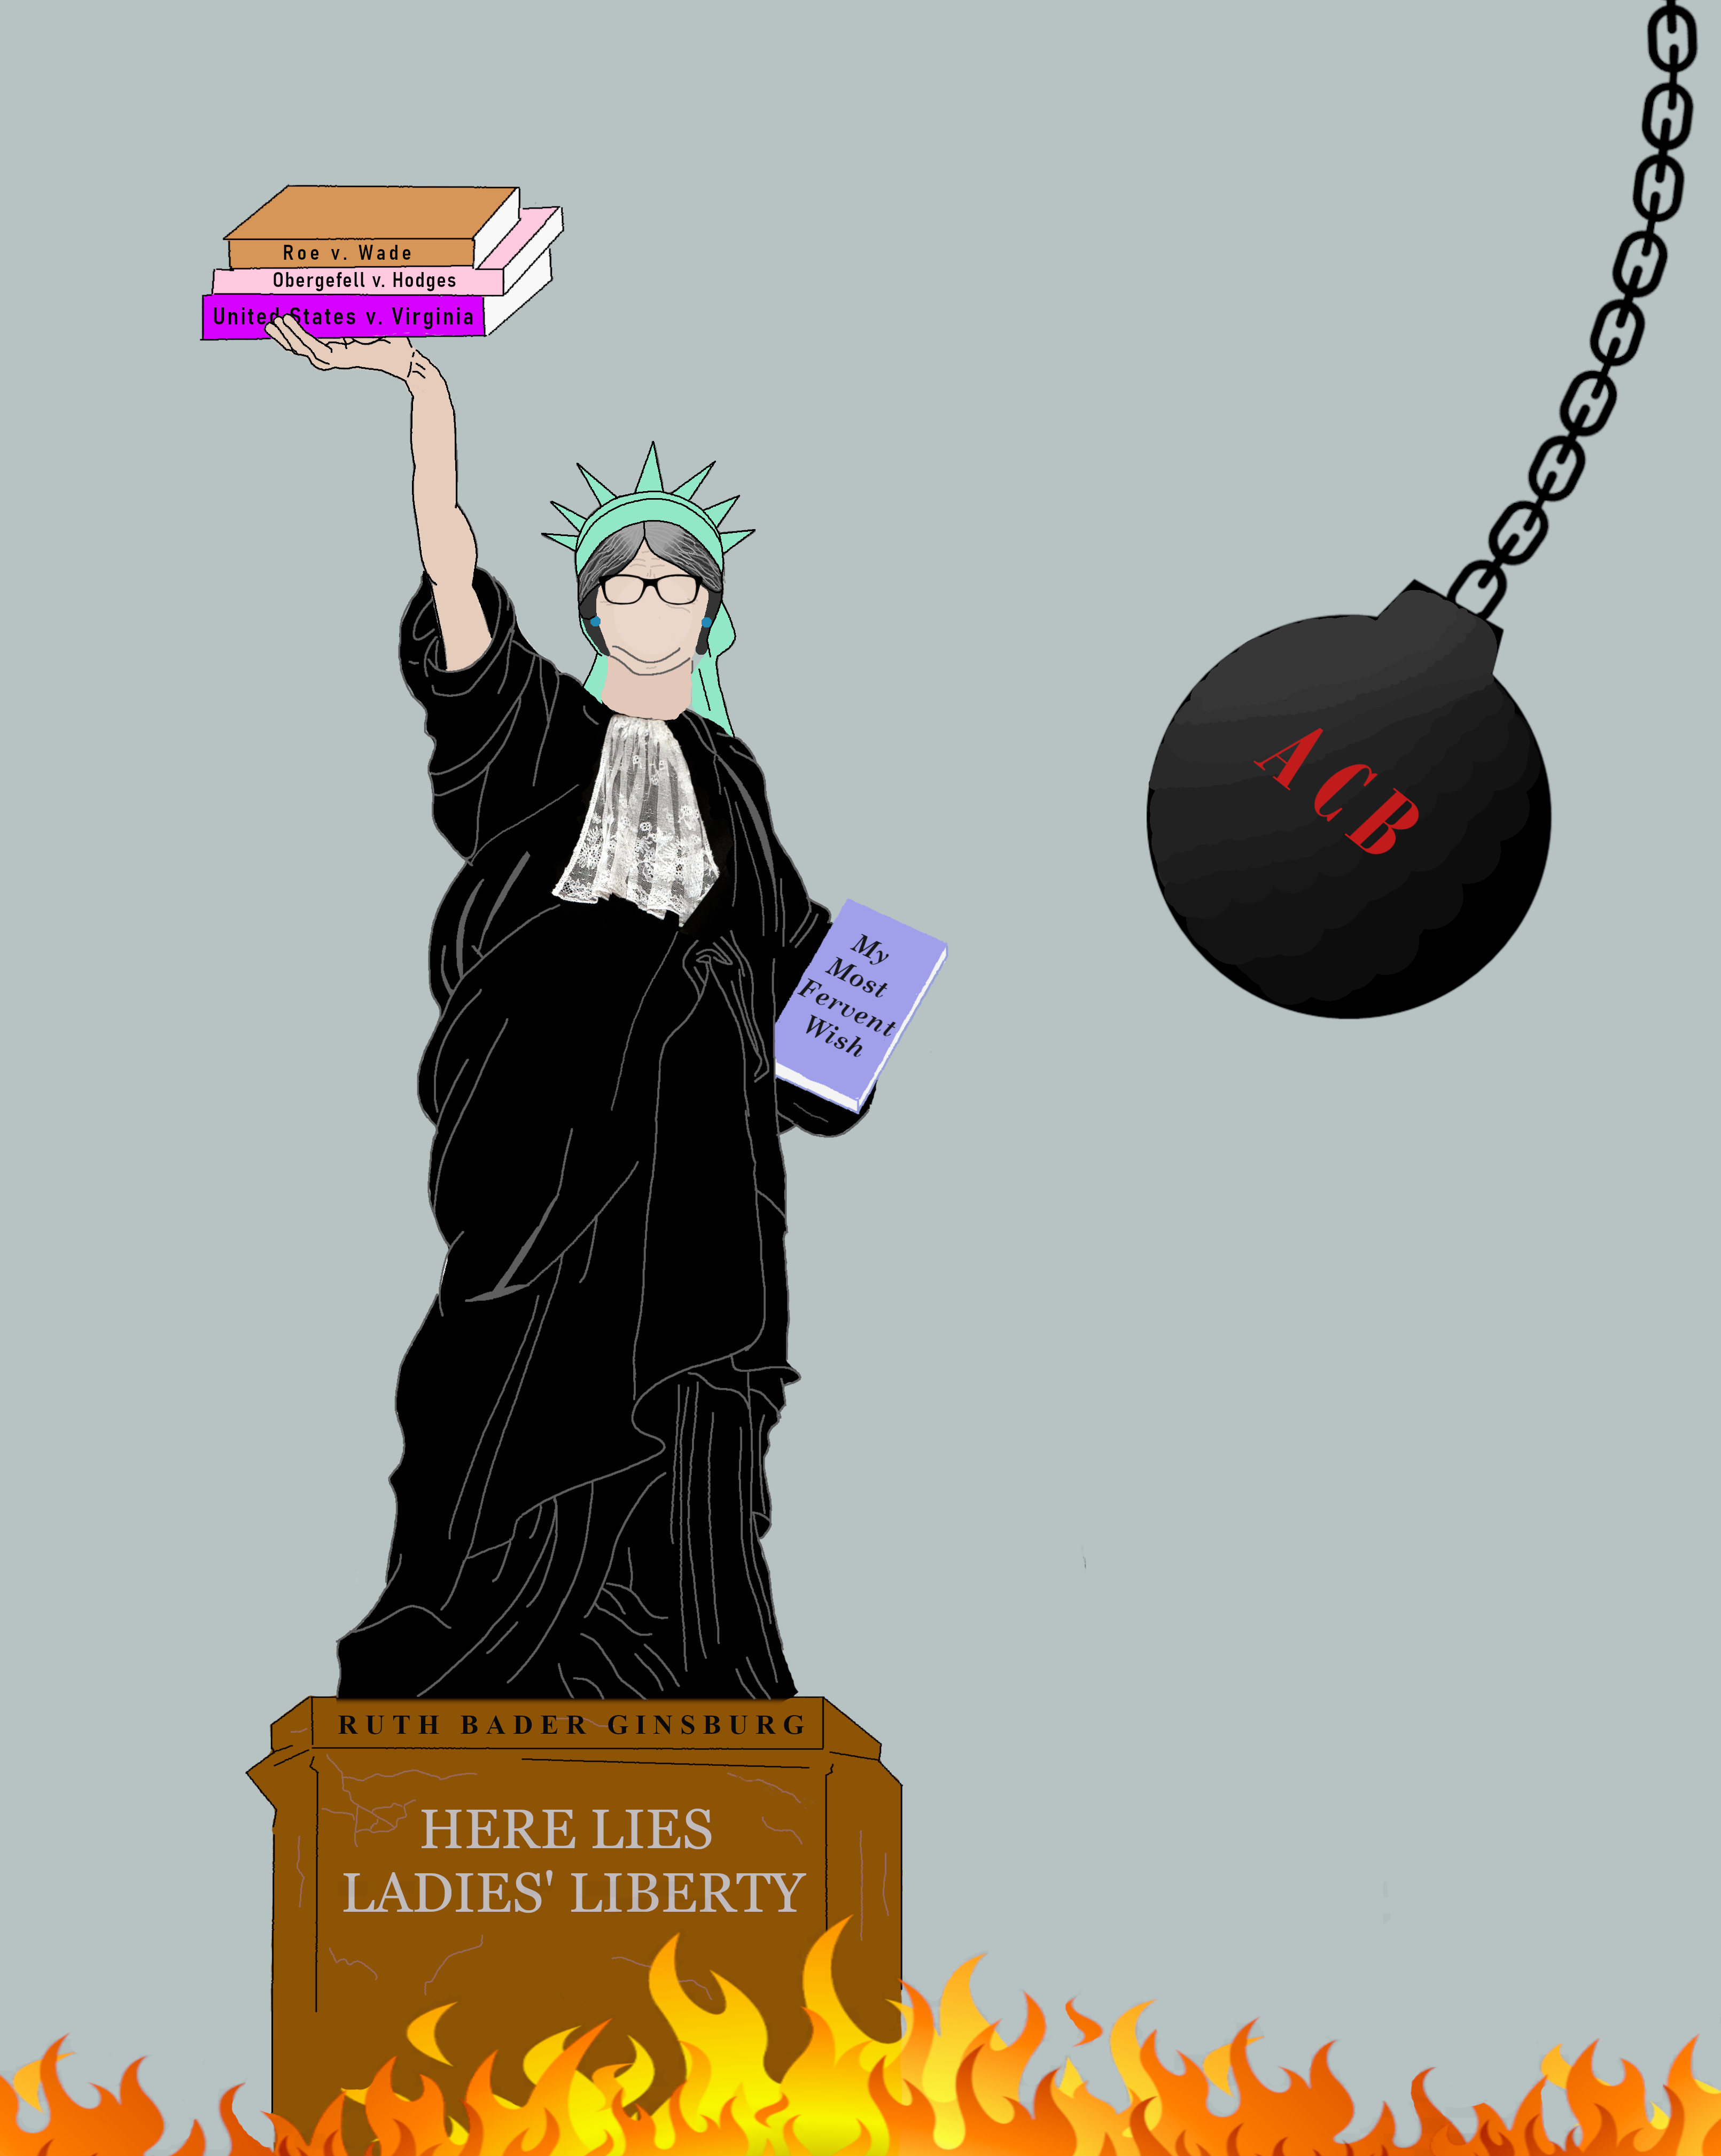 Roe v. Wade
Obergefell v. Hodges
United States v. Virginia
ACB
My
Most
Fervent
Wish
RUTH BADER GINSBURG
HERE LIES
LADIES' LIBERTY